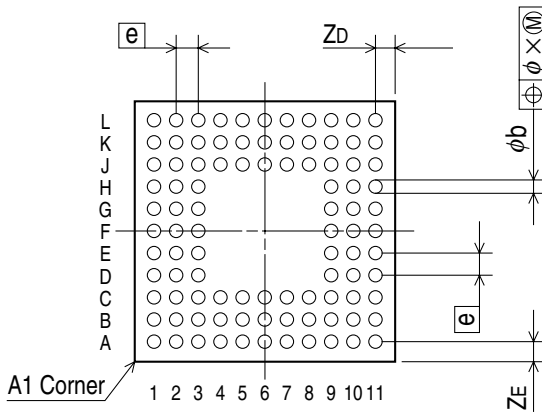 e
ZD
⌖ ϕ × Ⓜ
ϕb
L
K
J
H
G
F
E
D
C
B
A
e
ZE
A1 Corner
1 2 3 4 5 6 7 8 9 10 11